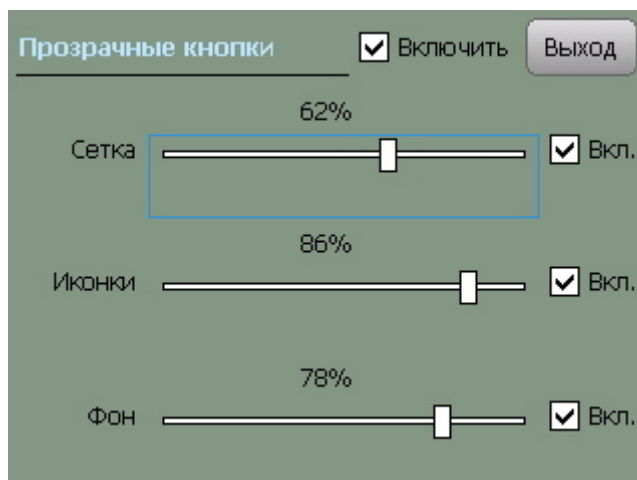 Прозрачные кнопки Включить Выход
62%
Сетка Вкл.
86%
Иконки Вкл.
78%
Фон Вкл.